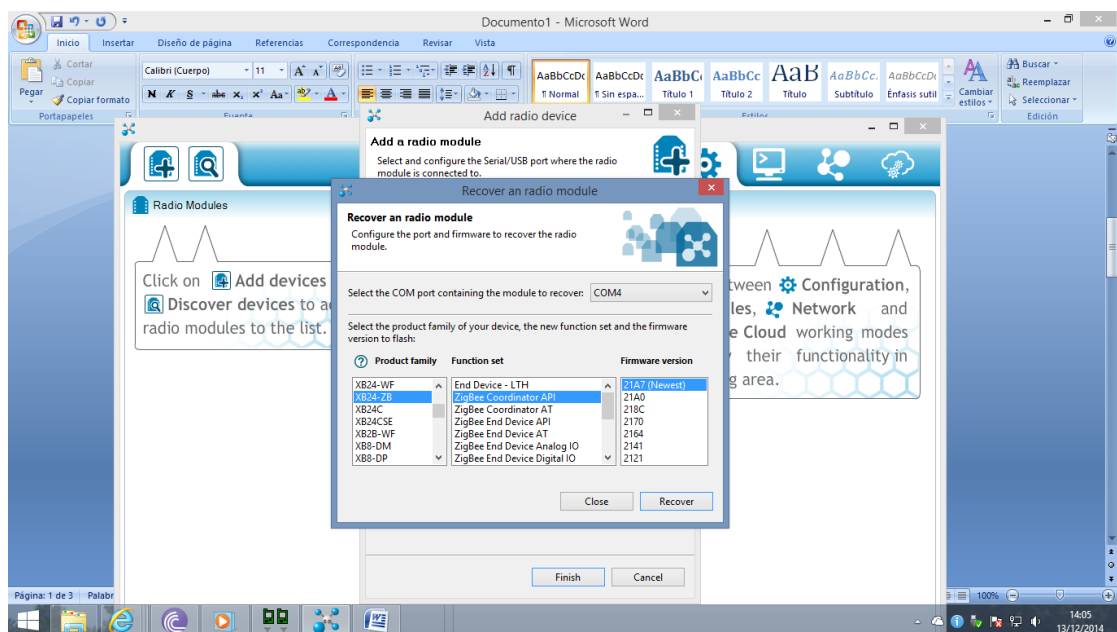 Documento1 - Microsoft Word
Inicio Insertar Diseño de página Referencias Correspondencia Revisar Vista
Pegar
Cortar
Copiar
Copiar formato
Portapapeles
Calibri (Cuerpo) 11
N K S abe x, x² Aa
Fuente
AaBbCcDc AaBbCcDc AaBbC AaBbCc AaB AaBbCc. AaBbCcDc
¶ Normal ¶ Sin espa... Título 1 Título 2 Título Subtítulo Énfasis sutil
Cambiar
estilos
Estilos
Buscar
Reemplazar
Seleccionar
Edición
Add radio device
Add a radio module
Select and configure the Serial/USB port where the radio
module is connected to.
Radio Modules
Click on Add devices
Discover devices to a
radio modules to the list.
tween Configuration,
les, Network and
e Cloud working modes
their functionality in
g area.
Recover an radio module
Recover an radio module
Configure the port and firmware to recover the radio
module.
Select the COM port containing the module to recover: COM4
Select the product family of your device, the new function set and the firmware
version to flash:
Product family Function set Firmware version
XB24-WF End Device - LTH 21A7 (Newest)
XB24-ZB ZigBee Coordinator API 21A0
XB24C ZigBee Coordinator AT 218C
XB24CSE ZigBee End Device API 2170
XB2B-WF ZigBee End Device AT 2164
XB8-DM ZigBee End Device Analog IO 2141
XB8-DP ZigBee End Device Digital IO 2121
Close Recover
Finish Cancel
Página: 1 de 3 Palabr
100%
14:05
13/12/2014